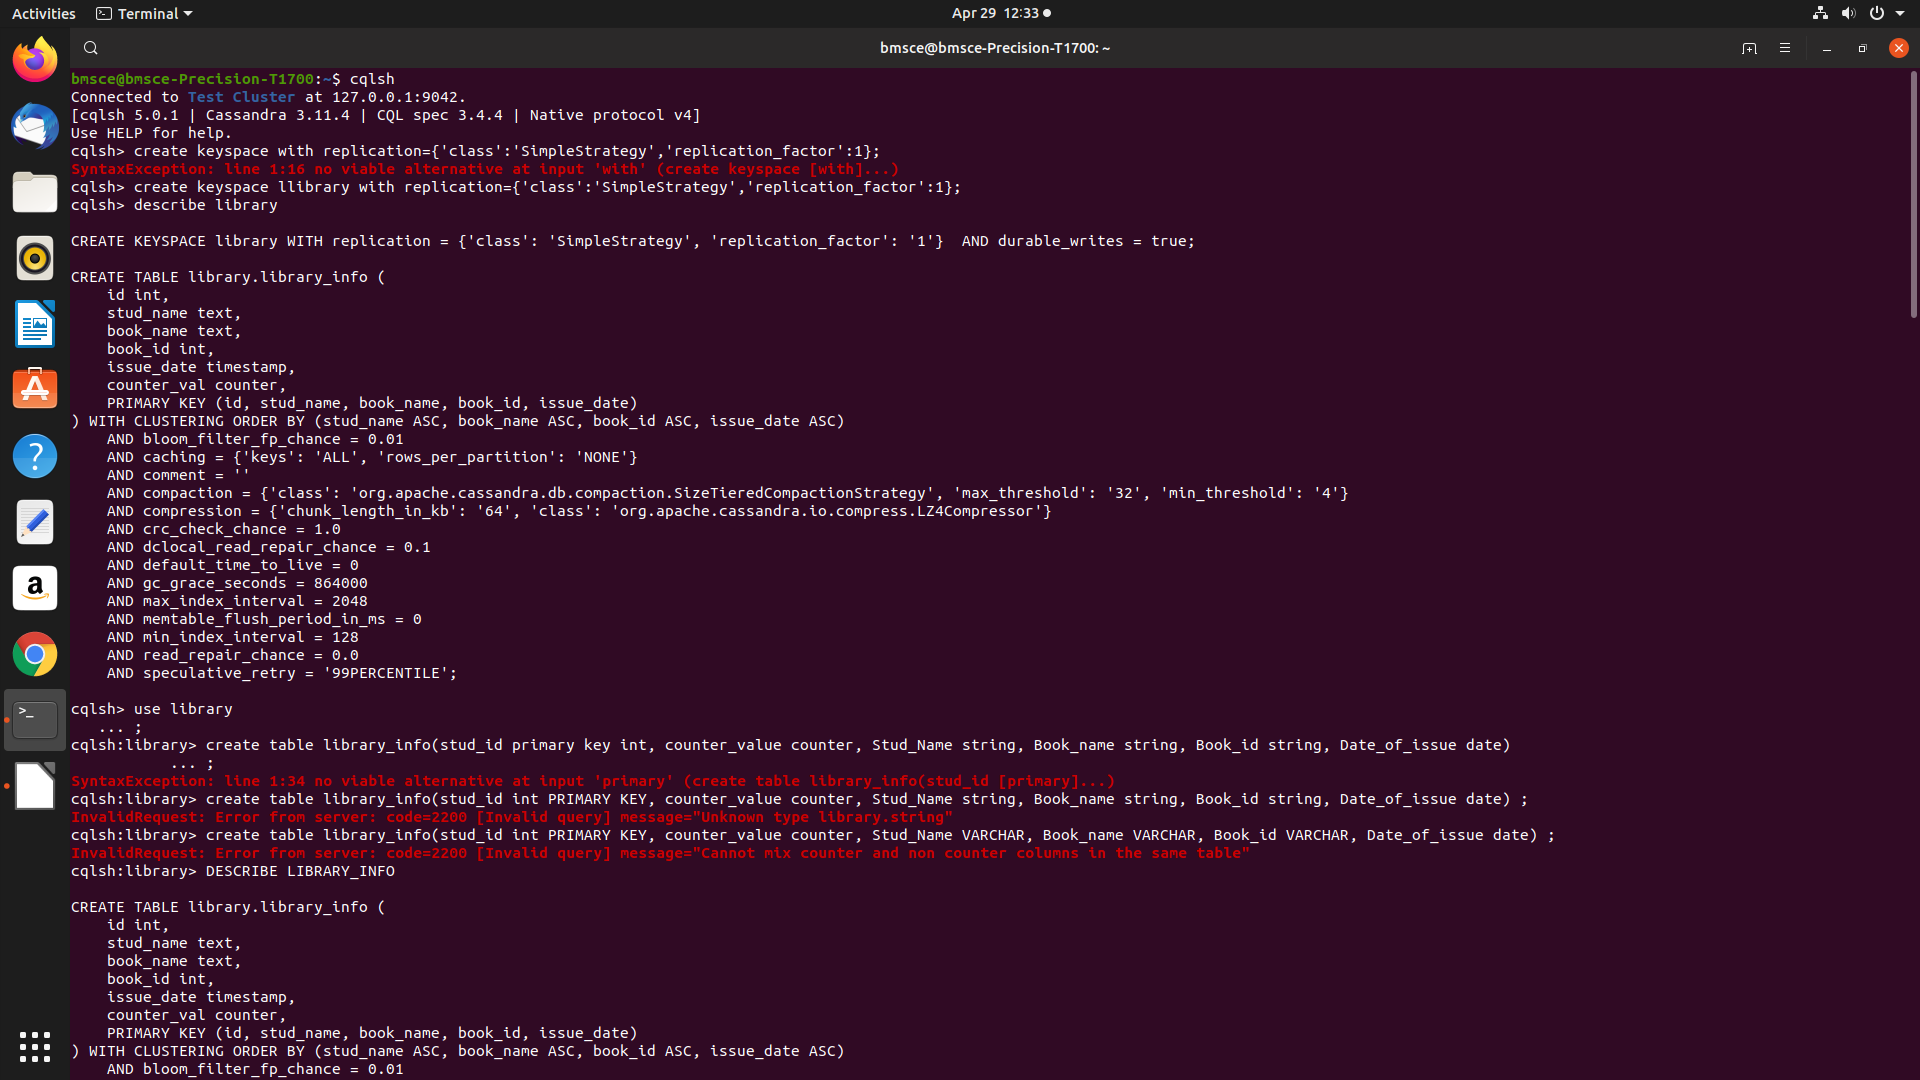 Activities
Terminal
Apr 29 12:33
bmsce@bmsce-Precision-T1700: ~
bmsce@bmsce-Precision-T1700:~$ cqlsh
Connected to Test Cluster at 127.0.0.1:9042.
[cqlsh 5.0.1 | Cassandra 3.11.4 | CQL spec 3.4.4 | Native protocol v4]
Use HELP for help.
cqlsh> create keyspace with replication={'class':'SimpleStrategy','replication_factor':1};
SyntaxException: line 1:16 no viable alternative at input 'with' (create keyspace [with]...)
cqlsh> create keyspace llibrary with replication={'class':'SimpleStrategy','replication_factor':1};
cqlsh> describe library
CREATE KEYSPACE library WITH replication = {'class': 'SimpleStrategy', 'replication_factor': '1'}  AND durable_writes = true;
CREATE TABLE library.library_info (
    id int,
    stud_name text,
    book_name text,
    book_id int,
    issue_date timestamp,
    counter_val counter,
    PRIMARY KEY (id, stud_name, book_name, book_id, issue_date)
) WITH CLUSTERING ORDER BY (stud_name ASC, book_name ASC, book_id ASC, issue_date ASC)
    AND bloom_filter_fp_chance = 0.01
    AND caching = {'keys': 'ALL', 'rows_per_partition': 'NONE'}
    AND comment = ''
    AND compaction = {'class': 'org.apache.cassandra.db.compaction.SizeTieredCompactionStrategy', 'max_threshold': '32', 'min_threshold': '4'}
    AND compression = {'chunk_length_in_kb': '64', 'class': 'org.apache.cassandra.io.compress.LZ4Compressor'}
    AND crc_check_chance = 1.0
    AND dclocal_read_repair_chance = 0.1
    AND default_time_to_live = 0
    AND gc_grace_seconds = 864000
    AND max_index_interval = 2048
    AND memtable_flush_period_in_ms = 0
    AND min_index_interval = 128
    AND read_repair_chance = 0.0
    AND speculative_retry = '99PERCENTILE';
cqlsh> use library
   ... ;
cqlsh:library> create table library_info(stud_id primary key int, counter_value counter, Stud_Name string, Book_name string, Book_id string, Date_of_issue date)
           ... ;
SyntaxException: line 1:34 no viable alternative at input 'primary' (create table library_info(stud_id [primary]...)
cqlsh:library> create table library_info(stud_id int PRIMARY KEY, counter_value counter, Stud_Name string, Book_name string, Book_id string, Date_of_issue date) ;
InvalidRequest: Error from server: code=2200 [Invalid query] message="Unknown type library.string"
cqlsh:library> create table library_info(stud_id int PRIMARY KEY, counter_value counter, Stud_Name VARCHAR, Book_name VARCHAR, Book_id VARCHAR, Date_of_issue date) ;
InvalidRequest: Error from server: code=2200 [Invalid query] message="Cannot mix counter and non counter columns in the same table"
cqlsh:library> DESCRIBE LIBRARY_INFO
CREATE TABLE library.library_info (
    id int,
    stud_name text,
    book_name text,
    book_id int,
    issue_date timestamp,
    counter_val counter,
    PRIMARY KEY (id, stud_name, book_name, book_id, issue_date)
) WITH CLUSTERING ORDER BY (stud_name ASC, book_name ASC, book_id ASC, issue_date ASC)
    AND bloom_filter_fp_chance = 0.01